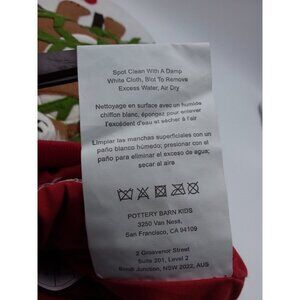 Spot Clean With A Damp
White Cloth, Blot To Remove
Excess Water, Air Dry
Nettoyage en surface avec un humide
chiffon blanc, éponger pour enlever
l'excédent d'eau et sécher à l'air
Limpiar las manchas superficiales con un
paño blanco húmedo; presionar con el
paño para eliminar el exceso de agua;
secar al aire
POTTERY BARN KIDS
3250 Van Ness,
San Francisco, CA 94109
2 Grosvenor Street
Suite 201, Level 2
Bondi Junction, NSW 2022, AUS